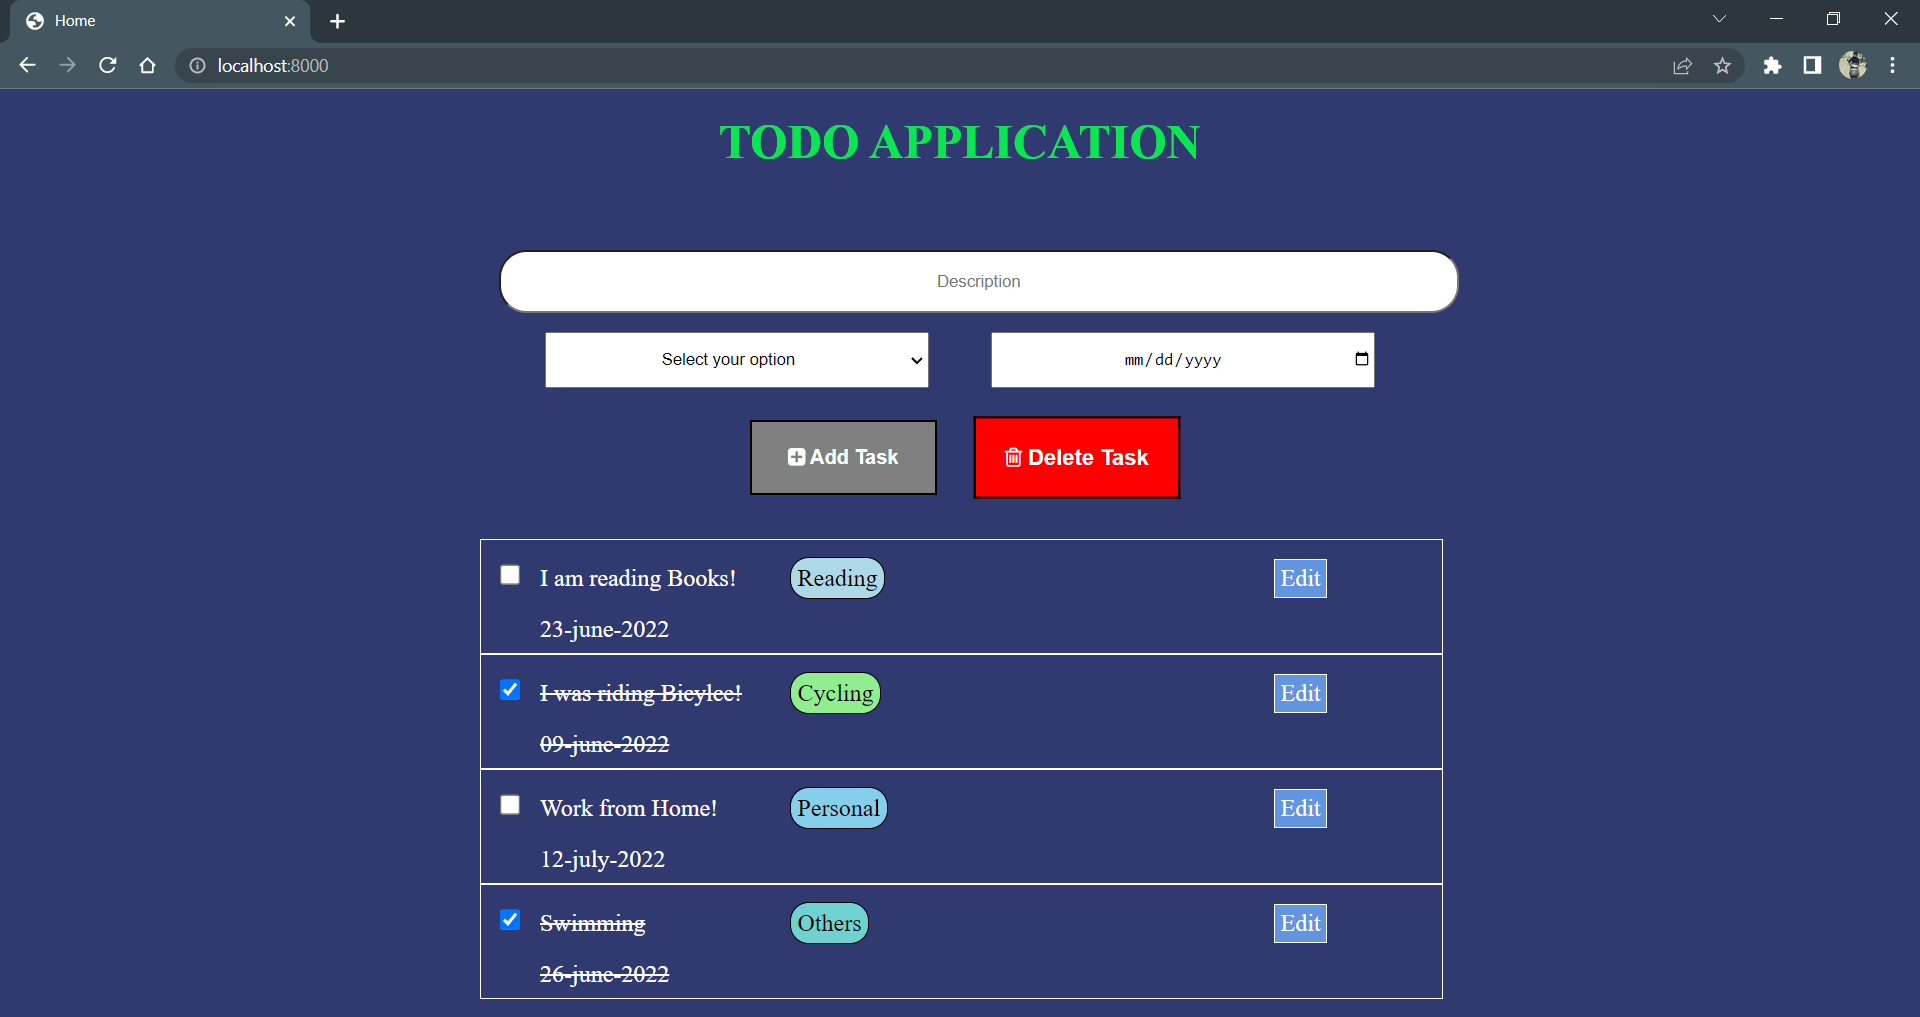 Home
localhost:8000
TODO APPLICATION
Description
Select your option
mm/dd/yyyy
Add Task
Delete Task
I am reading Books! Reading Edit
23-june-2022
I was riding Bicylce! Cycling Edit
09-june-2022
Work from Home! Personal Edit
12-july-2022
Swimming Others Edit
26-june-2022